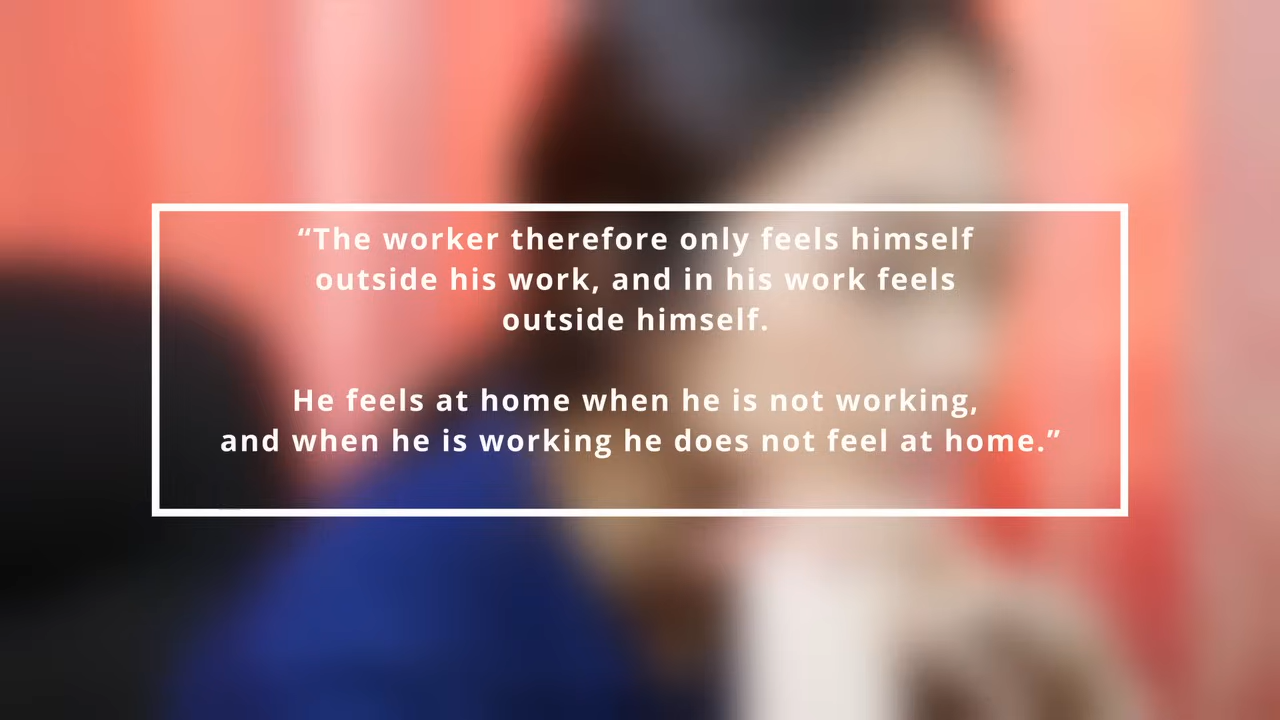 “The worker therefore only feels himself
outside his work, and in his work feels
outside himself.
He feels at home when he is not working,
and when he is working he does not feel at home.”